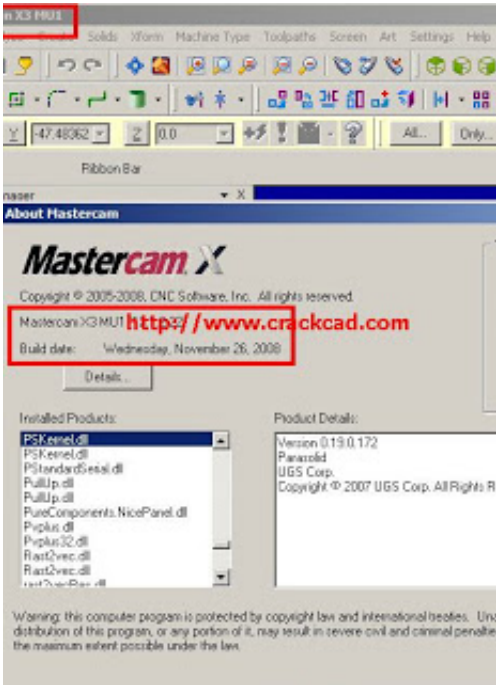 n X3 MU1
Create Solids Xform Machine Type Toolpaths Screen Art Settings Help
Y -47.48362 Z 0.0 All... Only...
Ribbon Bar
nager X
About Mastercam
Mastercam X
Copyright © 2005-2008, CNC Software, Inc. All rights reserved.
Mastercam X3 MU1
http://www.crackcad.com
Build date: Wednesday, November 26, 2008
Details...
Installed Products:
Product Details:
PSKernel.dll
PSKernel.dll
PStandardSerial.dll
PullUp.dll
PullUp.dll
PureComponents.NicePanel.dll
Pvplus.dll
Pvplus32.dll
Rast2vec.dll
Rast2vec.dll
Version 0.19.0.172
Parasolid
UGS Corp.
Copyright © 2007 UGS Corp. All Rights R
Warning: this computer program is protected by copyright law and international treaties. Una
distribution of this program, or any portion of it, may result in severe civil and criminal penaltie
the maximum extent possible under the law.